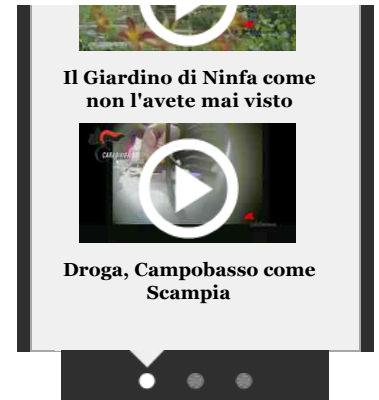 Il Giardino di Ninfa come
non l'avete mai visto
Droga, Campobasso come
Scampia